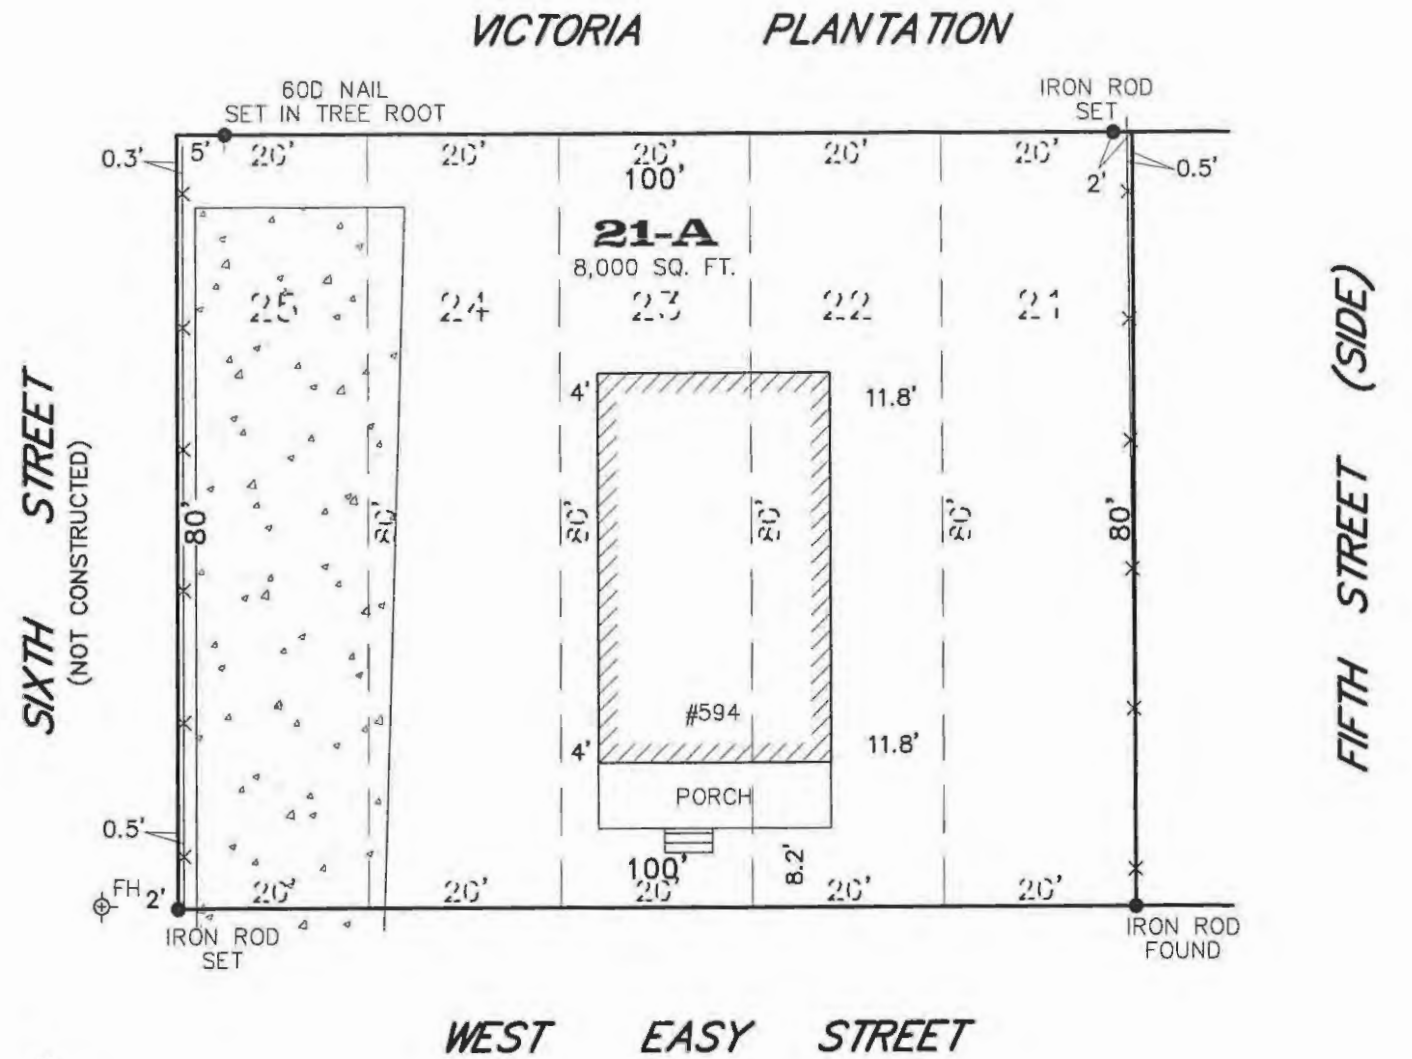 VICTORIA PLANTATION
60D NAIL
SET IN TREE ROOT
IRON ROD
SET
0.3'
5'
20'
20'
20'
20'
20'
100'
2'
0.5'
21-A
8,000 SQ. FT.
25
24
23
22
21
4'
11.8'
80'
80'
80'
80'
80'
80'
SIXTH STREET
(NOT CONSTRUCTED)
FIFTH STREET (SIDE)
#594
4'
11.8'
PORCH
0.5'
100'
8.2'
FH
2'
20'
20'
20'
20'
20'
IRON ROD
SET
IRON ROD
FOUND
WEST EASY STREET